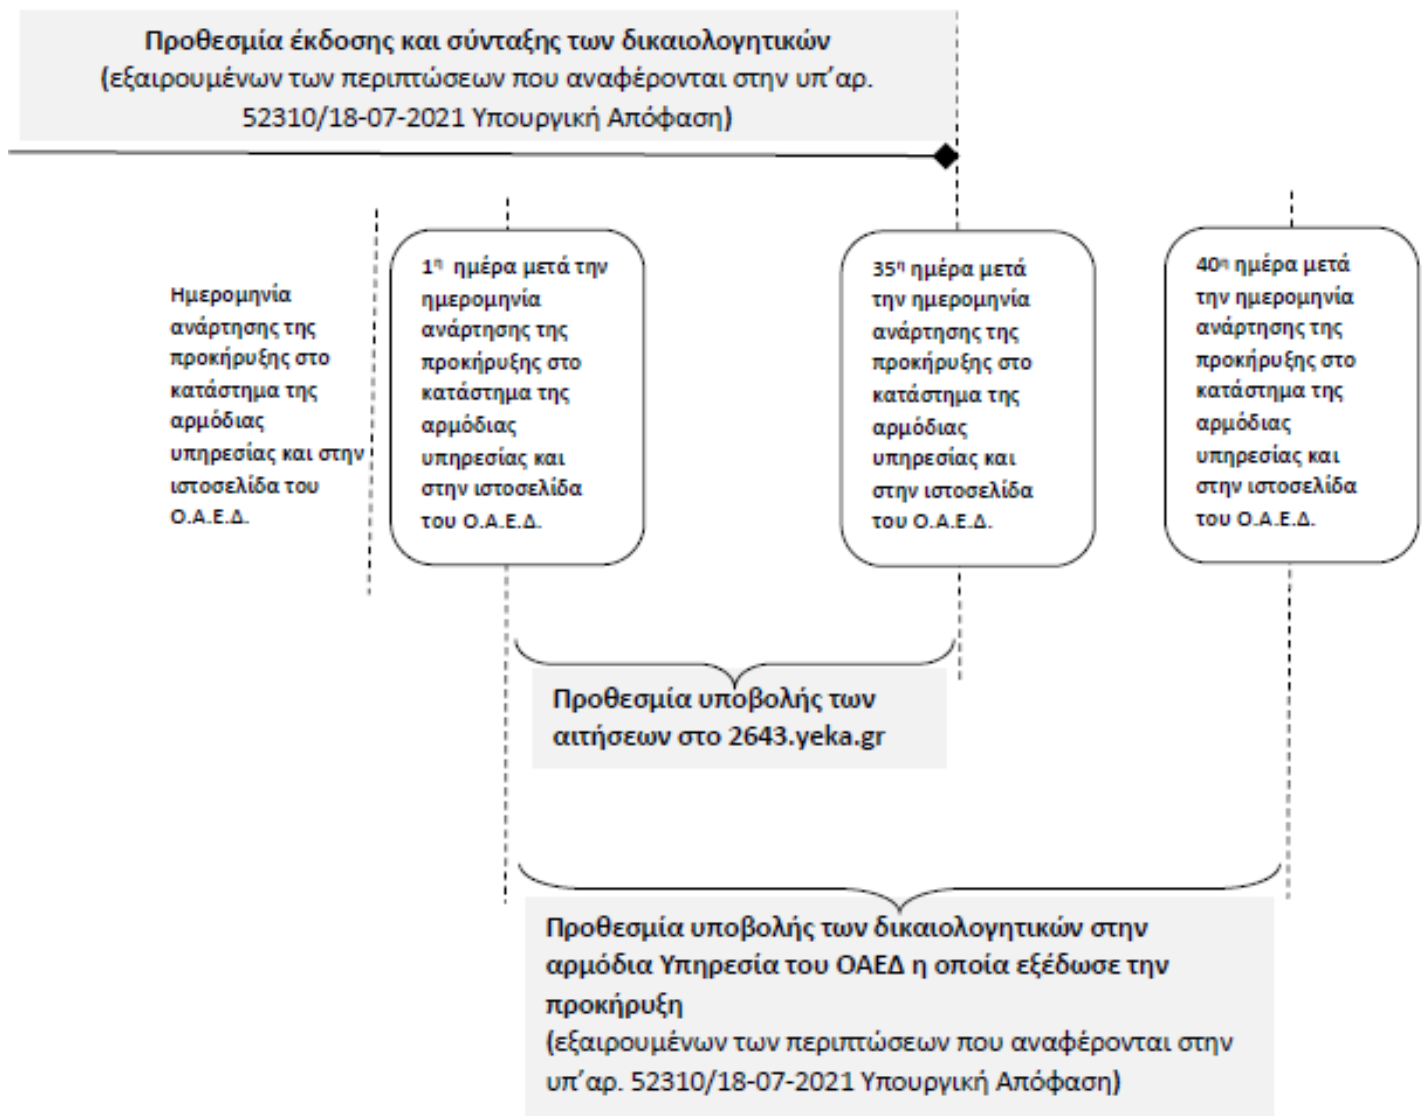 Προθεσμία έκδοσης και σύνταξης των δικαιολογητικών
(εξαιρουμένων των περιπτώσεων που αναφέρονται στην υπ΄αρ.
52310/18-07-2021 Υπουργική Απόφαση)
Ημερομηνία
ανάρτησης της
προκήρυξης στο
κατάστημα της
αρμόδιας
υπηρεσίας και στην
ιστοσελίδα του
Ο.Α.Ε.Δ.
1η ημέρα μετά την
ημερομηνία
ανάρτησης της
προκήρυξης στο
κατάστημα της
αρμόδιας
υπηρεσίας και
στην ιστοσελίδα
του Ο.Α.Ε.Δ.
35η ημέρα μετά
την ημερομηνία
ανάρτησης της
προκήρυξης στο
κατάστημα της
αρμόδιας
υπηρεσίας και
στην ιστοσελίδα
του Ο.Α.Ε.Δ.
40η ημέρα μετά
την ημερομηνία
ανάρτησης της
προκήρυξης στο
κατάστημα της
αρμόδιας
υπηρεσίας και
στην ιστοσελίδα
του Ο.Α.Ε.Δ.
Προθεσμία υποβολής των
αιτήσεων στο 2643.yeka.gr
Προθεσμία υποβολής των δικαιολογητικών στην
αρμόδια Υπηρεσία του ΟΑΕΔ η οποία εξέδωσε την
προκήρυξη
(εξαιρουμένων των περιπτώσεων που αναφέρονται στην
υπ΄αρ. 52310/18-07-2021 Υπουργική Απόφαση)